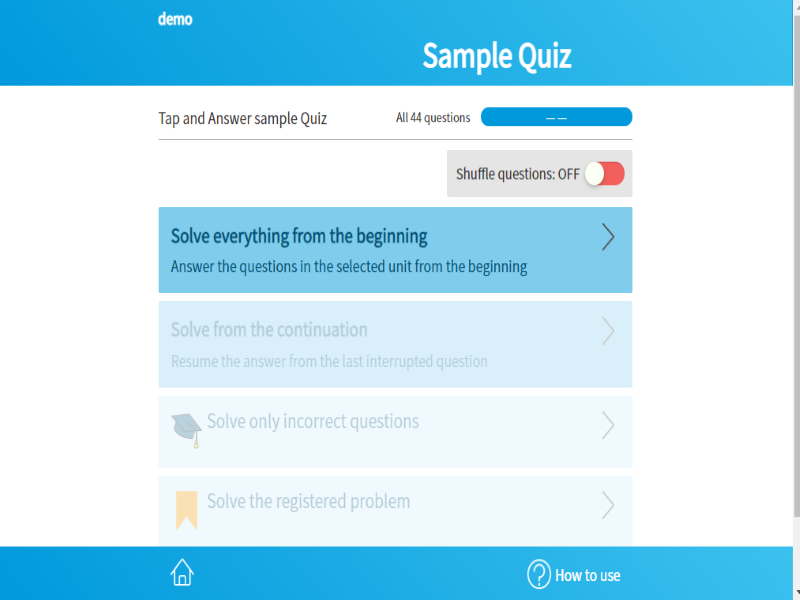 demo
Sample Quiz
Tap and Answer sample Quiz
All 44 questions
— —
Shuffle questions: OFF
Solve everything from the beginning
Answer the questions in the selected unit from the beginning
Solve from the continuation
Resume the answer from the last interrupted question
Solve only incorrect questions
Solve the registered problem
? How to use